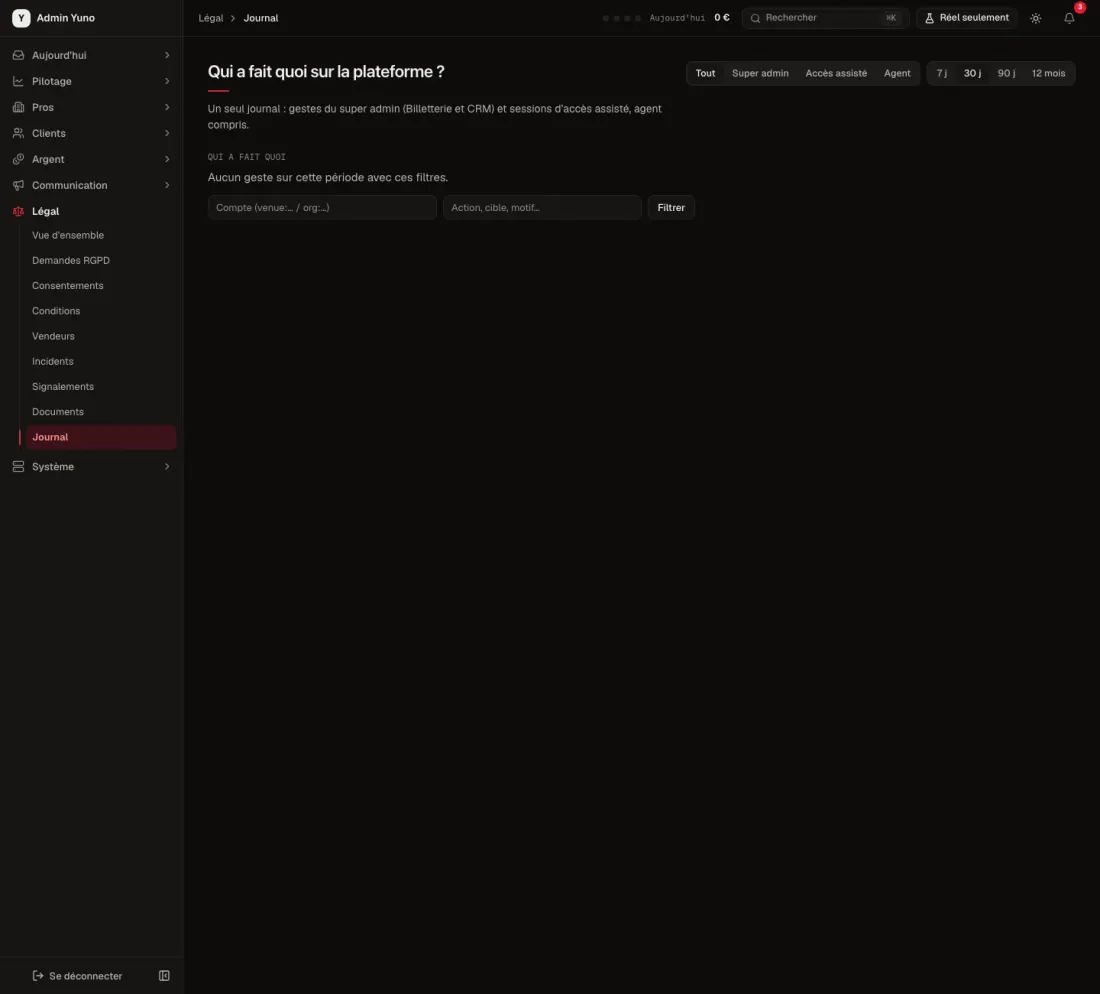 Y Admin Yuno
Légal > Journal
Aujourd'hui 0 €
Rechercher ⌘K
Réel seulement
3
Aujourd'hui
Pilotage
Pros
Clients
Argent
Communication
Légal
Vue d'ensemble
Demandes RGPD
Consentements
Conditions
Vendeurs
Incidents
Signalements
Documents
Journal
Système
Se déconnecter
Qui a fait quoi sur la plateforme ?
Tout Super admin Accès assisté Agent
7 j 30 j 90 j 12 mois
Un seul journal : gestes du super admin (Billetterie et CRM) et sessions d'accès assisté, agent
compris.
QUI A FAIT QUOI
Aucun geste sur cette période avec ces filtres.
Compte (venue:… / org:…)
Action, cible, motif…
Filtrer